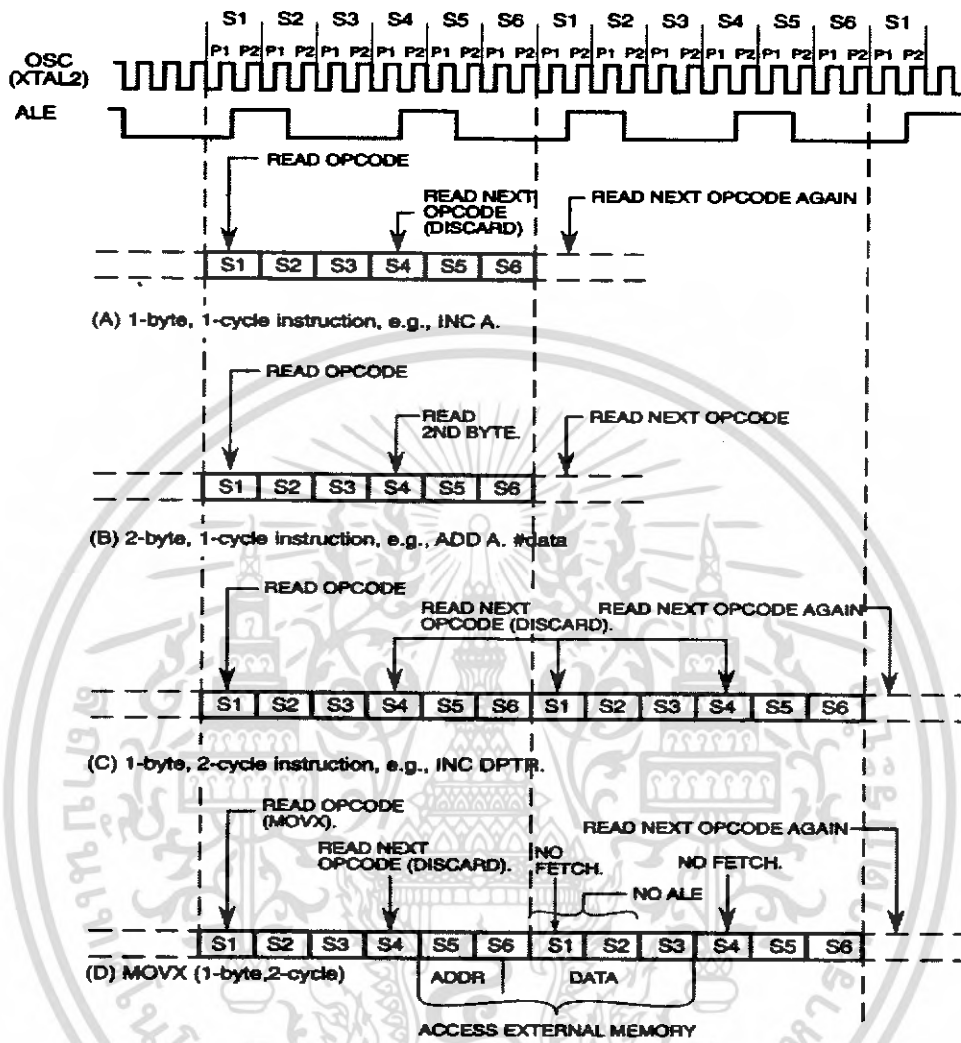 S1 S2 S3 S4 S5 S6 S1 S2 S3 S4 S5 S6 S1
P1 P2 P1 P2 P1 P2 P1 P2 P1 P2 P1 P2 P1 P2 P1 P2 P1 P2 P1 P2 P1 P2 P1 P2 P1 P2
OSC
(XTAL2)
ALE
READ OPCODE
READ NEXT
OPCODE
(DISCARD)
READ NEXT OPCODE AGAIN
S1 S2 S3 S4 S5 S6
(A) 1-byte, 1-cycle instruction, e.g., INC A.
READ OPCODE
READ
2ND BYTE.
READ NEXT OPCODE
S1 S2 S3 S4 S5 S6
(B) 2-byte, 1-cycle instruction, e.g., ADD A. #data
READ OPCODE
READ NEXT
OPCODE (DISCARD).
READ NEXT OPCODE AGAIN
S1 S2 S3 S4 S5 S6 S1 S2 S3 S4 S5 S6
(C) 1-byte, 2-cycle instruction, e.g., INC DPTR.
READ OPCODE
(MOVX).
READ NEXT
OPCODE (DISCARD).
NO
FETCH.
NO FETCH.
READ NEXT OPCODE AGAIN
NO ALE
S1 S2 S3 S4 S5 S6 S1 S2 S3 S4 S5 S6
(D) MOVX (1-byte,2-cycle)
ADDR DATA
ACCESS EXTERNAL MEMORY